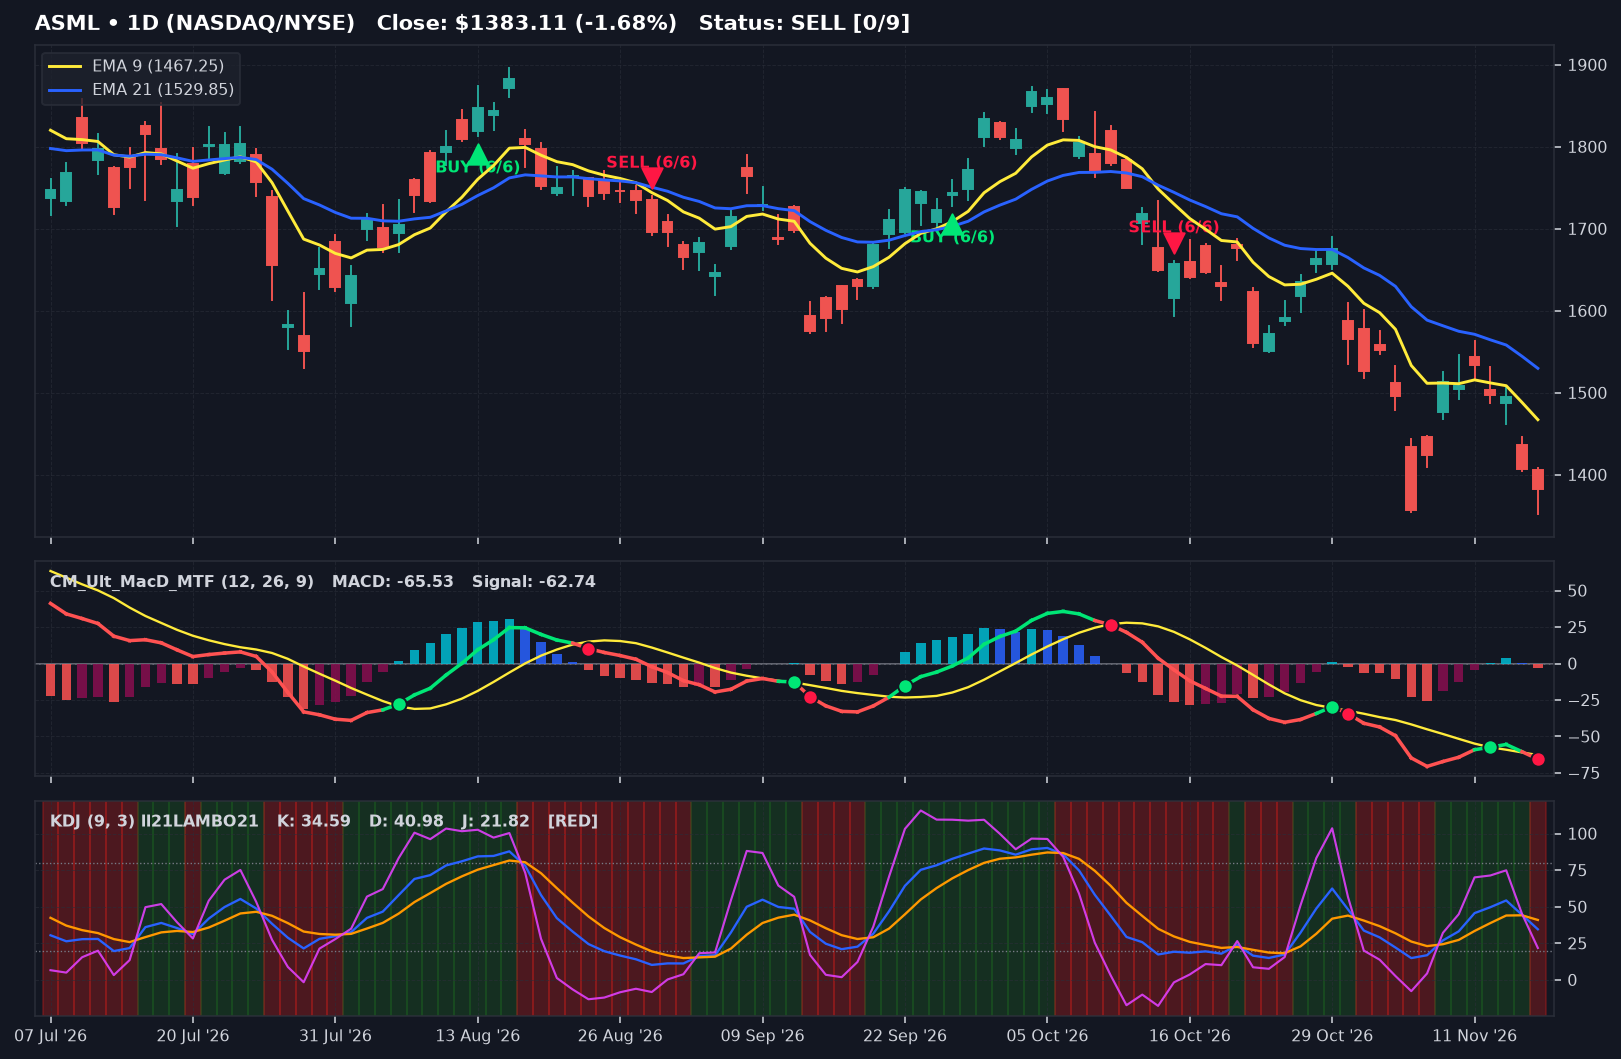 ASML • 1D (NASDAQ/NYSE)   Close: $1383.11 (-1.68%)   Status: SELL [0/9]
EMA 9 (1467.25)
EMA 21 (1529.85)
1900
1800
1700
1600
1500
1400
BUY (6/6)
SELL (6/6)
BUY (6/6)
SELL (6/6)
CM_Ult_MacD_MTF (12, 26, 9)   MACD: -65.53   Signal: -62.74
50
25
0
−25
−50
−75
KDJ (9, 3) II21LAMBO21   K: 34.59   D: 40.98   J: 21.82   [RED]
100
75
50
25
0
07 Jul '26   20 Jul '26   31 Jul '26   13 Aug '26   26 Aug '26   09 Sep '26   22 Sep '26   05 Oct '26   16 Oct '26   29 Oct '26   11 Nov '26